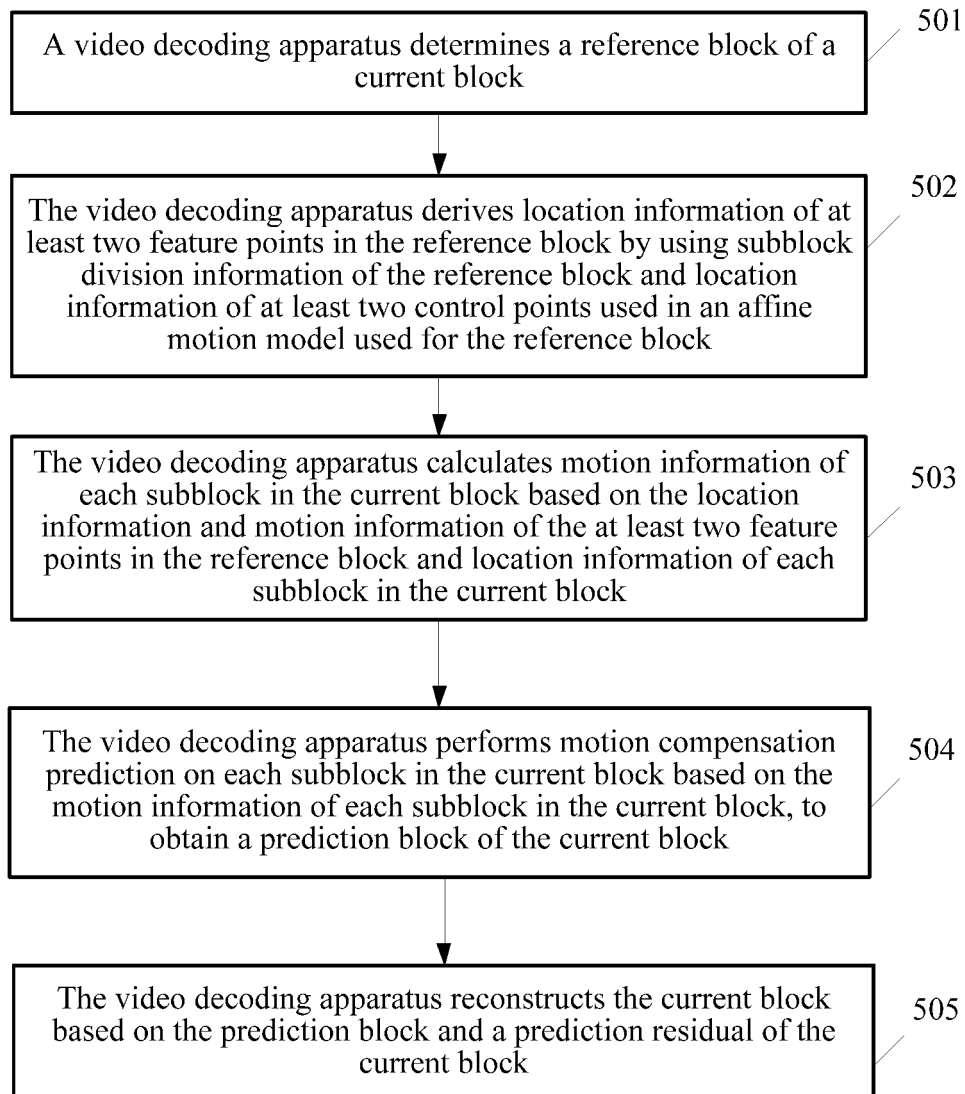 501
A video decoding apparatus determines a reference block of a
current block
502
The video decoding apparatus derives location information of at
least two feature points in the reference block by using subblock
division information of the reference block and location
information of at least two control points used in an affine
motion model used for the reference block
503
The video decoding apparatus calculates motion information of
each subblock in the current block based on the location
information and motion information of the at least two feature
points in the reference block and location information of each
subblock in the current block
504
The video decoding apparatus performs motion compensation
prediction on each subblock in the current block based on the
motion information of each subblock in the current block, to
obtain a prediction block of the current block
505
The video decoding apparatus reconstructs the current block
based on the prediction block and a prediction residual of the
current block